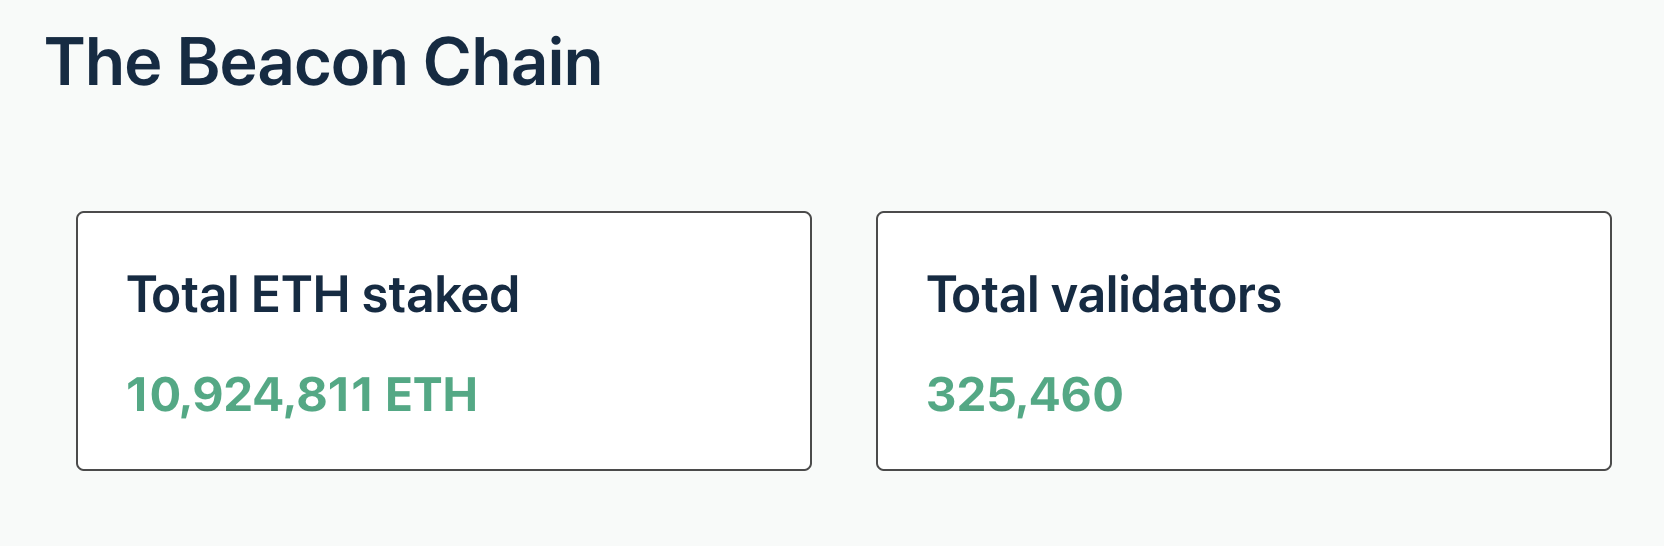 The Beacon Chain
Total ETH staked
10,924,811 ETH
Total validators
325,460